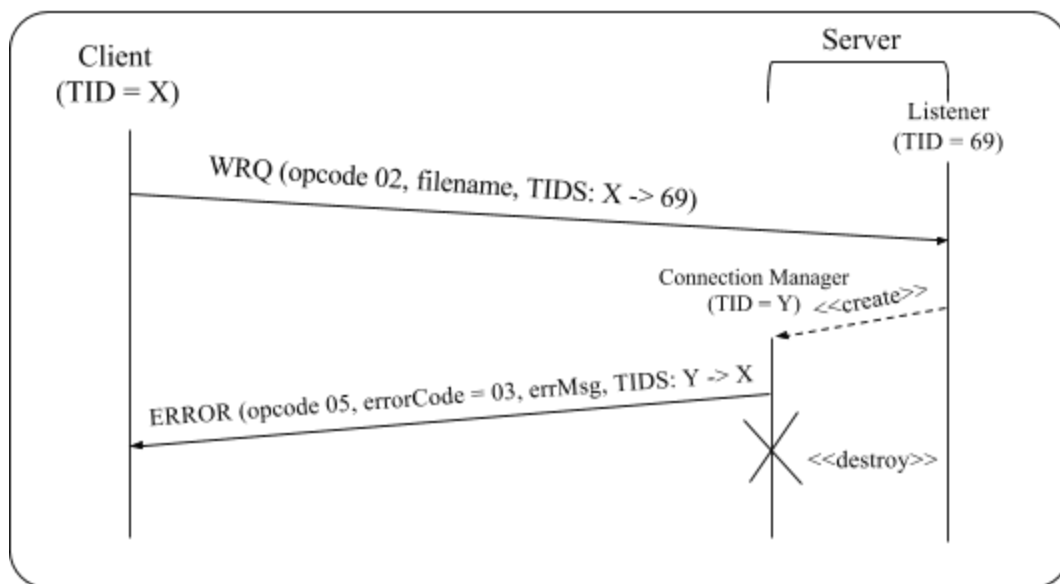 Client
(TID = X)
Server
Listener
(TID = 69)
WRQ (opcode 02, filename, TIDS: X -> 69)
Connection Manager
(TID = Y)
<<create>>
ERROR (opcode 05, errorCode = 03, errMsg, TIDS: Y -> X
<<destroy>>